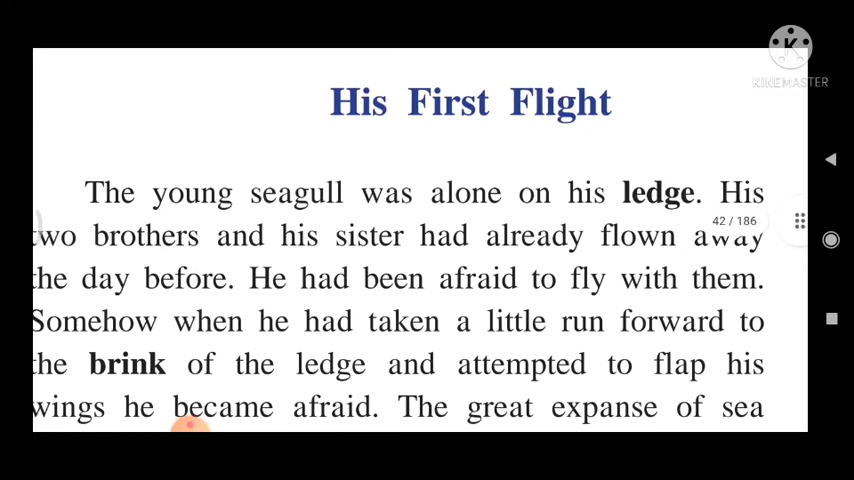 KINEMASTER
His First Flight
The young seagull was alone on his ledge. His
42 / 186
two brothers and his sister had already flown away
the day before. He had been afraid to fly with them.
Somehow when he had taken a little run forward to
the brink of the ledge and attempted to flap his
wings he became afraid. The great expanse of sea